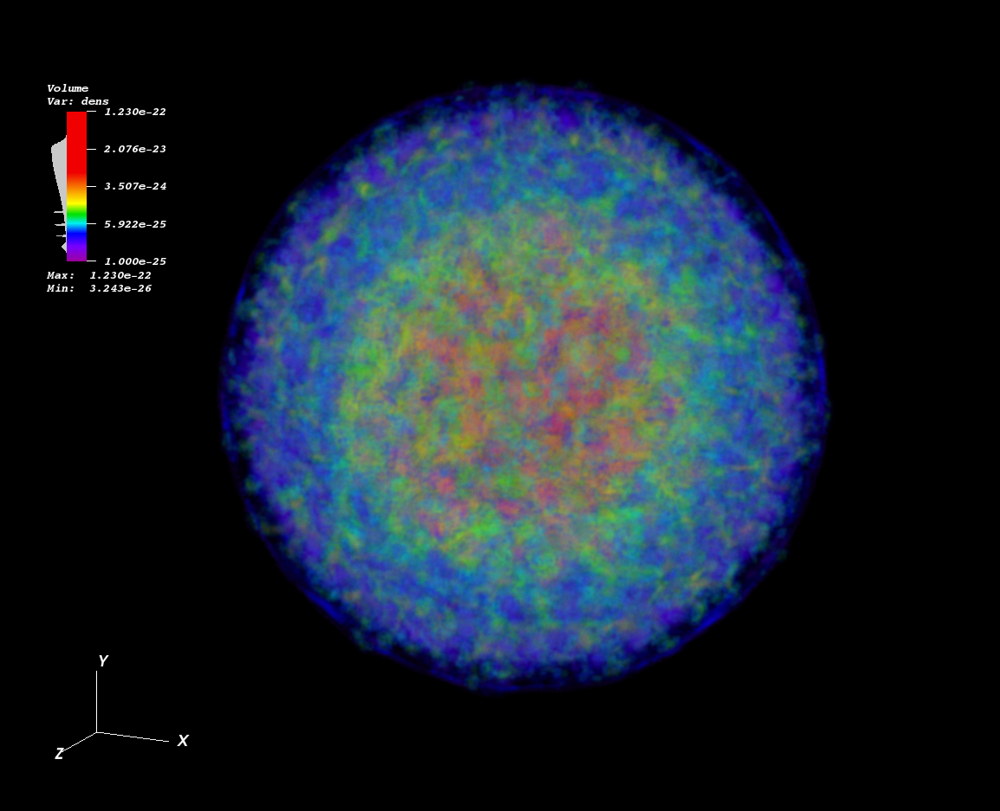 Volume
Var: dens
1.230e-22
2.076e-23
3.507e-24
5.922e-25
1.000e-25
Max: 1.230e-22
Min: 3.243e-26
Y
X
Z